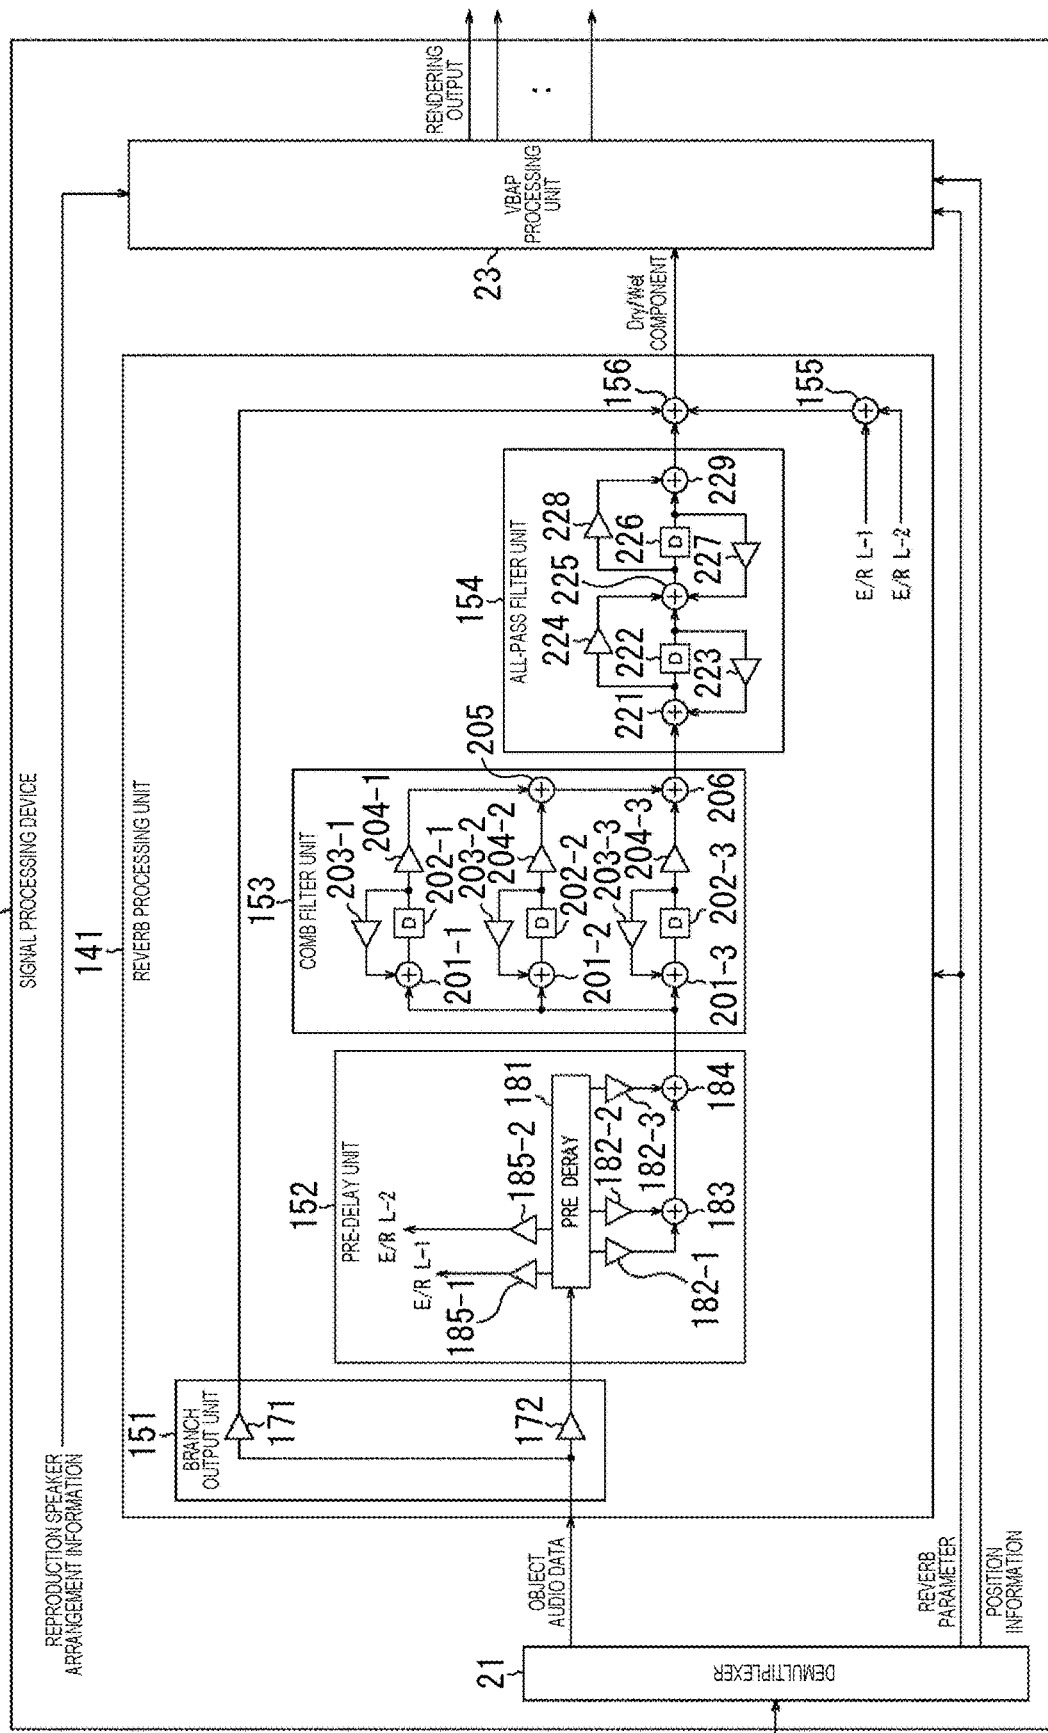 SIGNAL PROCESSING DEVICE
REPRODUCTION SPEAKER
ARRANGEMENT INFORMATION
141
REVERB PROCESSING UNIT
21
DEMULTIPLEXER
OBJECT
AUDIO DATA
REVERB
PARAMETER
POSITION
INFORMATION
151
BRANCH
OUTPUT UNIT
171
172
152
PRE-DELAY UNIT
E/R L-2
E/R L-1
185-1
185-2
181
PRE DERAY
182-1
182-2
182-3
183
184
153
COMB FILTER UNIT
203-1
204-1
D
201-1
202-1
203-2
204-2
205
D
201-2
202-2
203-3
204-3
D
201-3
202-3
206
154
ALL-PASS FILTER UNIT
224
225
228
221
222
226
D
D
223
227
229
156
155
E/R L-1
E/R L-2
Dry/Wet
COMPONENT
23
VBAP
PROCESSING
UNIT
RENDERING
OUTPUT